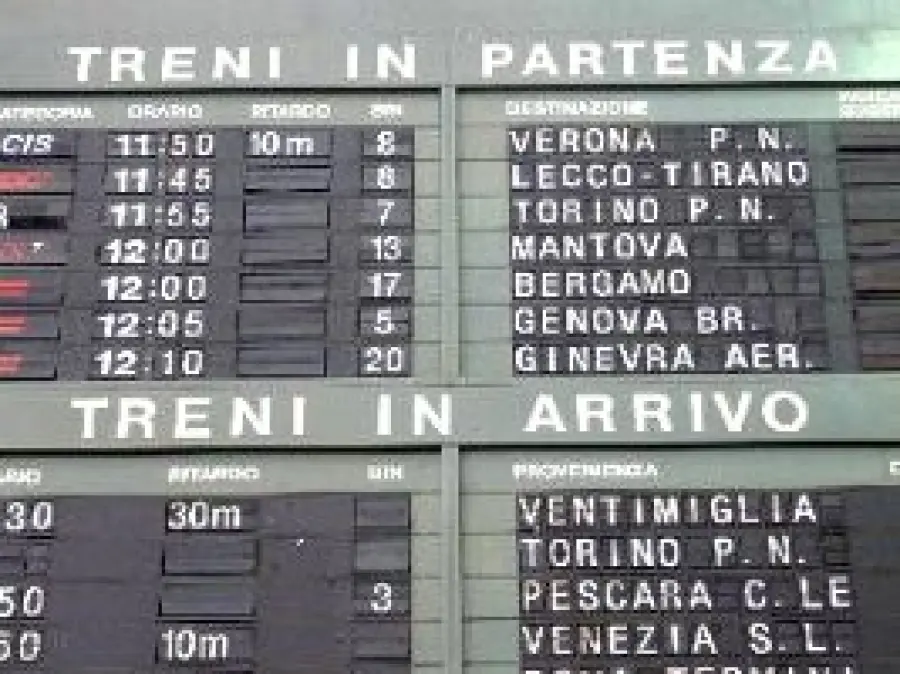 TRENI IN PARTENZA
CATEGORIA ORARIO RITARDO BIN DESTINAZIONE
CIS 11:50 10m 8 VERONA P.N.
11:45 8 LECCO-TIRANO
R 11:55 7 TORINO P.N.
12:00 13 MANTOVA
12:00 17 BERGAMO
12:05 5 GENOVA BR.
12:10 20 GINEVRA AER.
TRENI IN ARRIVO
RITARDO BIN PROVENIENZA
30 30m VENTIMIGLIA
TORINO P.N.
50 3 PESCARA C.LE
50 10m VENEZIA S.L.
ROMA TERMINI